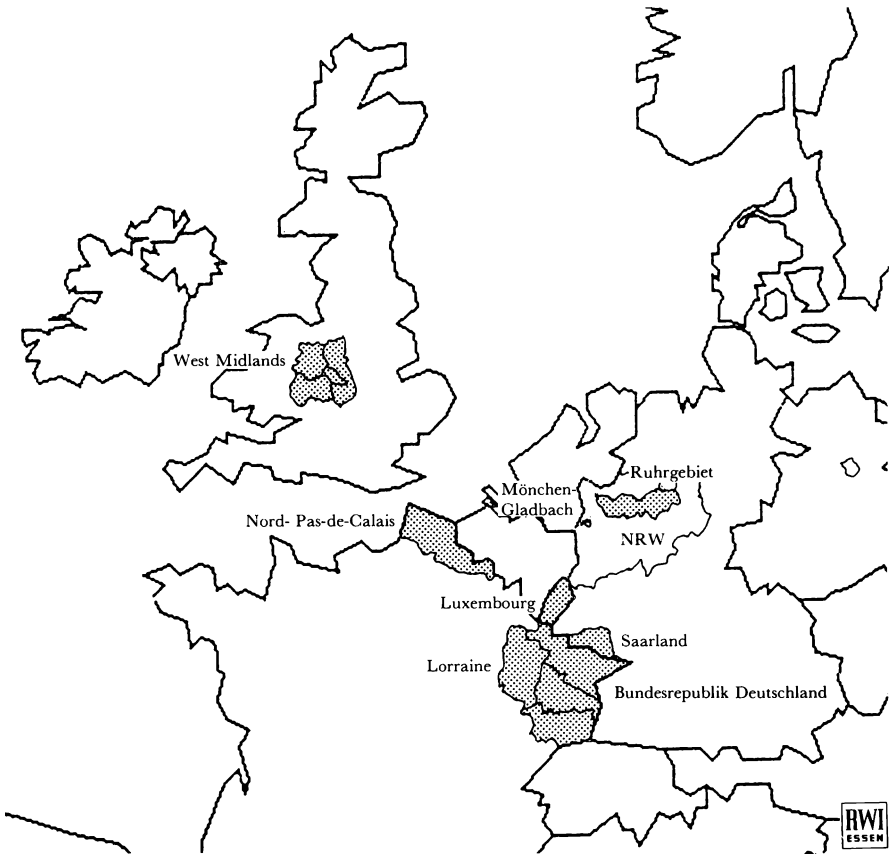 West Midlands
Ruhrgebiet
Mönchen-
Gladbach
Nord- Pas-de-Calais
NRW
Luxembourg
Saarland
Lorraine
Bundesrepublik Deutschland
RWI
ESSEN